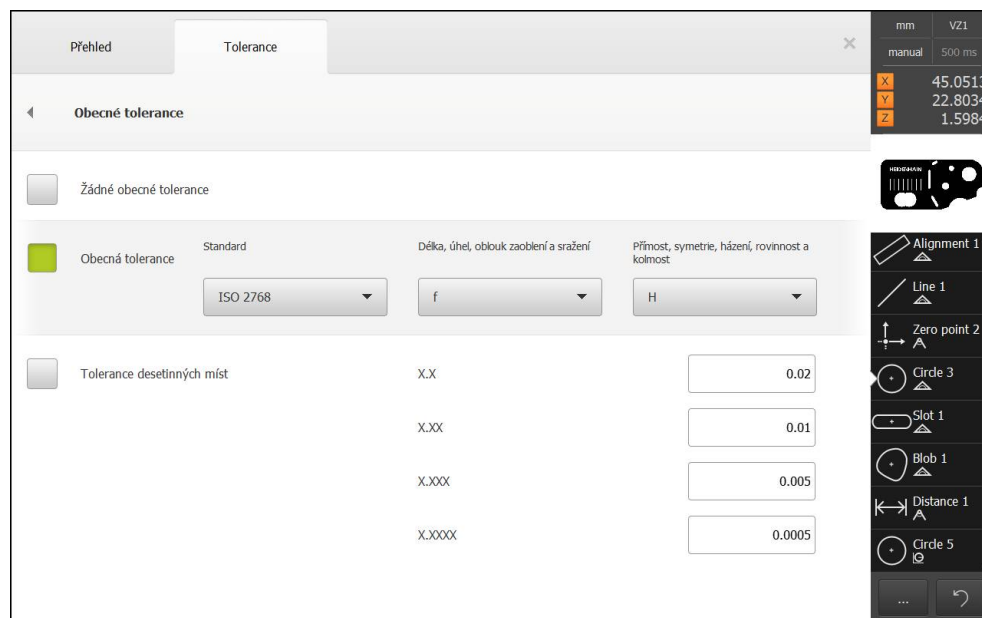 Přehled
Tolerance
Obecné tolerance
Žádné obecné tolerance
Obecná tolerance
Standard
Délka, úhel, oblouk zaoblení a sražení
Přímost, symetrie, házení, rovinnost a
kolmost
ISO 2768
f
H
Tolerance desetinných míst
X.X
0.02
X.XX
0.01
X.XXX
0.005
X.XXXX
0.0005
mm
VZ1
manual
500 ms
X
45.0513
Y
22.8034
Z
1.5984
HEIDENHAIN
Alignment 1
Line 1
Zero point 2
Circle 3
Slot 1
Blob 1
Distance 1
Circle 5
...